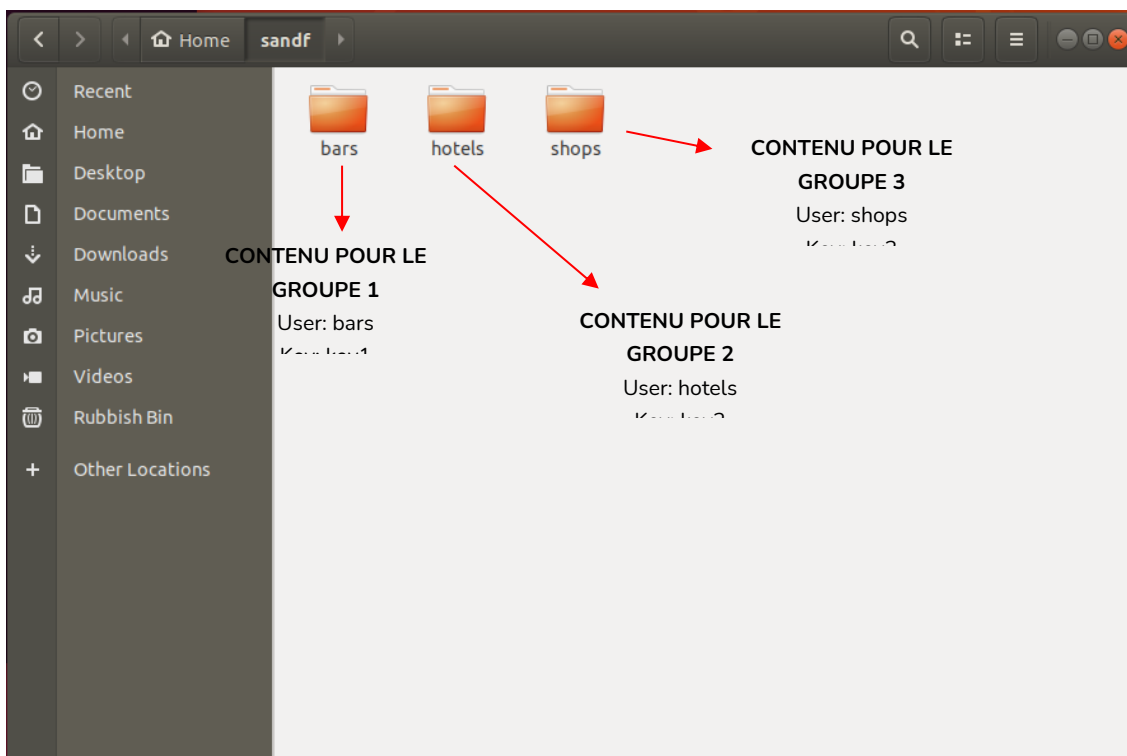 Home sandf
Recent
Home
Desktop
Documents
Downloads
Music
Pictures
Videos
Rubbish Bin
Other Locations
bars
hotels
shops
CONTENU POUR LE
GROUPE 1
User: bars
Key: key1
CONTENU POUR LE
GROUPE 2
User: hotels
CONTENU POUR LE
GROUPE 3
User: shops